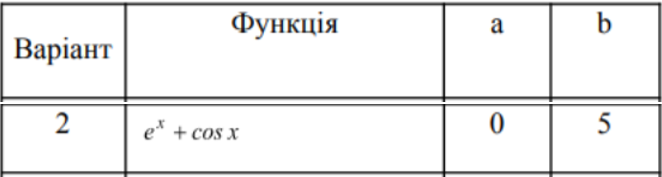 Варіант Функція a b
2 e^x + cos x 0 5